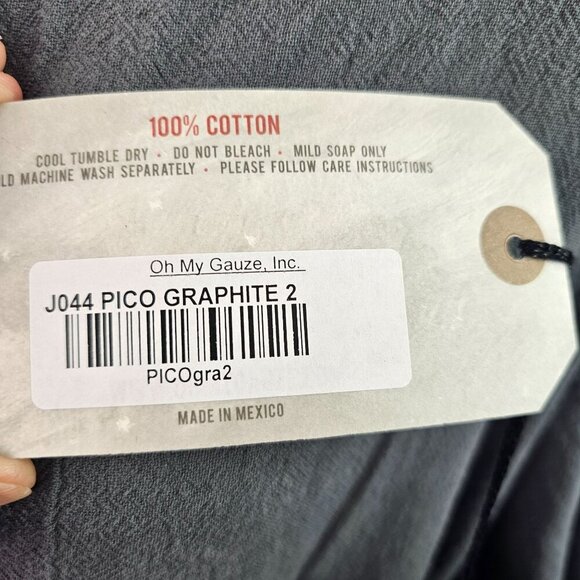 100% COTTON
COOL TUMBLE DRY • DO NOT BLEACH • MILD SOAP ONLY
LD MACHINE WASH SEPARATELY • PLEASE FOLLOW CARE INSTRUCTIONS
Oh My Gauze, Inc.
J044 PICO GRAPHITE 2
PICOgra2
MADE IN MEXICO